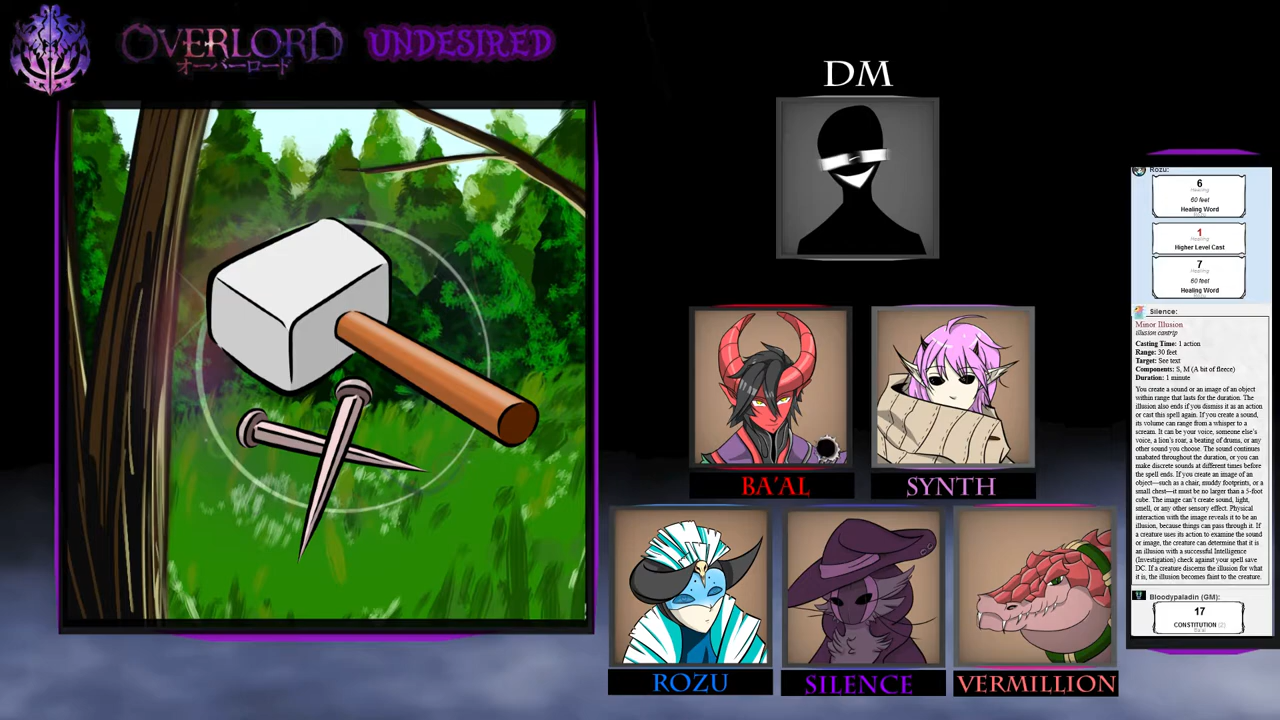 OVERLORD UNDESIRED
オーバーロード
DM
BA'AL
SYNTH
ROZU
SILENCE
VERMILLION
Rozu:
6
Healing
60 feet
Healing Word
1
Healing
Higher Level Cast
7
Healing
60 feet
Healing Word
Silence:
Minor Illusion
illusion cantrip
Casting Time: 1 action
Range: 30 feet
Target: See text
Components: S, M (A bit of fleece)
Duration: 1 minute
You create a sound or an image of an object
within range that lasts for the duration. The
illusion also ends if you dismiss it as an action
or cast this spell again. If you create a sound,
its volume can range from a whisper to a
scream. It can be your voice, someone else's
voice, a lion's roar, a beating of drums, or any
other sound you choose. The sound continues
unabated throughout the duration, or you can
make discrete sounds at different times before
the spell ends. If you create an image of an
object—such as a chair, muddy footprints, or a
small chest—it must be no larger than a 5-foot
cube. The image can't create sound, light,
smell, or any other sensory effect. Physical
interaction with the image reveals it to be an
illusion, because things can pass through it. If
a creature uses its action to examine the sound
or image, the creature can determine that it is
an illusion with a successful Intelligence
(Investigation) check against your spell save
DC. If a creature discerns the illusion for what
it is, the illusion becomes faint to the creature.
Bloodypaladin (GM):
17
CONSTITUTION (2)
Ba'al